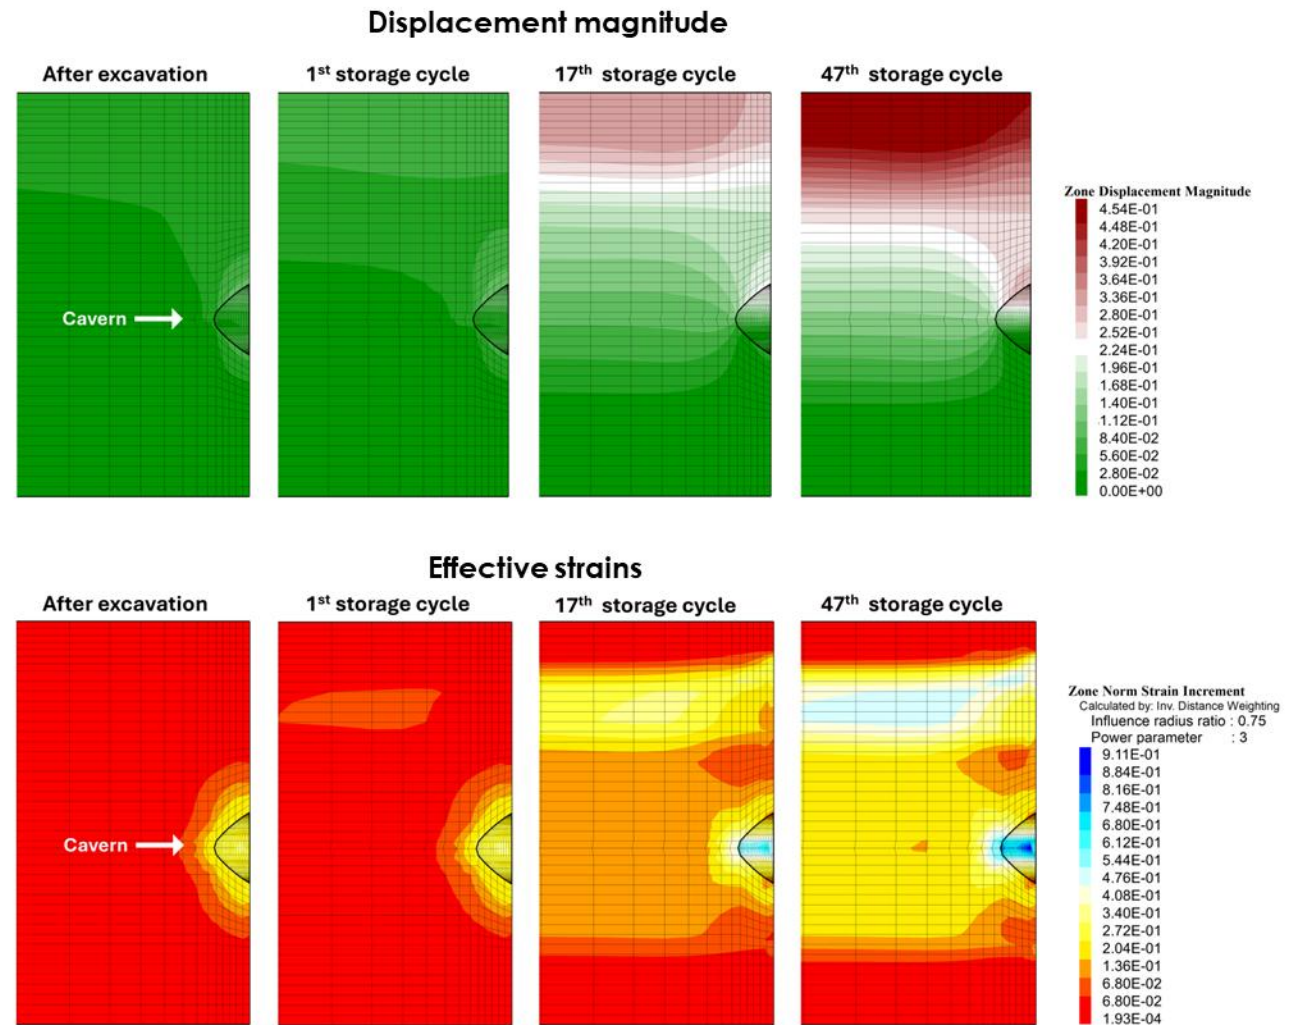 Displacement magnitude
After excavation
1st storage cycle
17th storage cycle
47th storage cycle
Cavern
Zone Displacement Magnitude
4.54E-01
4.48E-01
4.20E-01
3.92E-01
3.64E-01
3.36E-01
2.80E-01
2.52E-01
2.24E-01
1.96E-01
1.68E-01
1.40E-01
1.12E-01
8.40E-02
5.60E-02
2.80E-02
0.00E+00
Effective strains
After excavation
1st storage cycle
17th storage cycle
47th storage cycle
Cavern
Zone Norm Strain Increment
Calculated by: Inv. Distance Weighting
Influence radius ratio : 0.75
Power parameter : 3
9.11E-01
8.84E-01
8.16E-01
7.48E-01
6.80E-01
6.12E-01
5.44E-01
4.76E-01
4.08E-01
3.40E-01
2.72E-01
2.04E-01
1.36E-01
6.80E-02
6.80E-02
1.93E-04